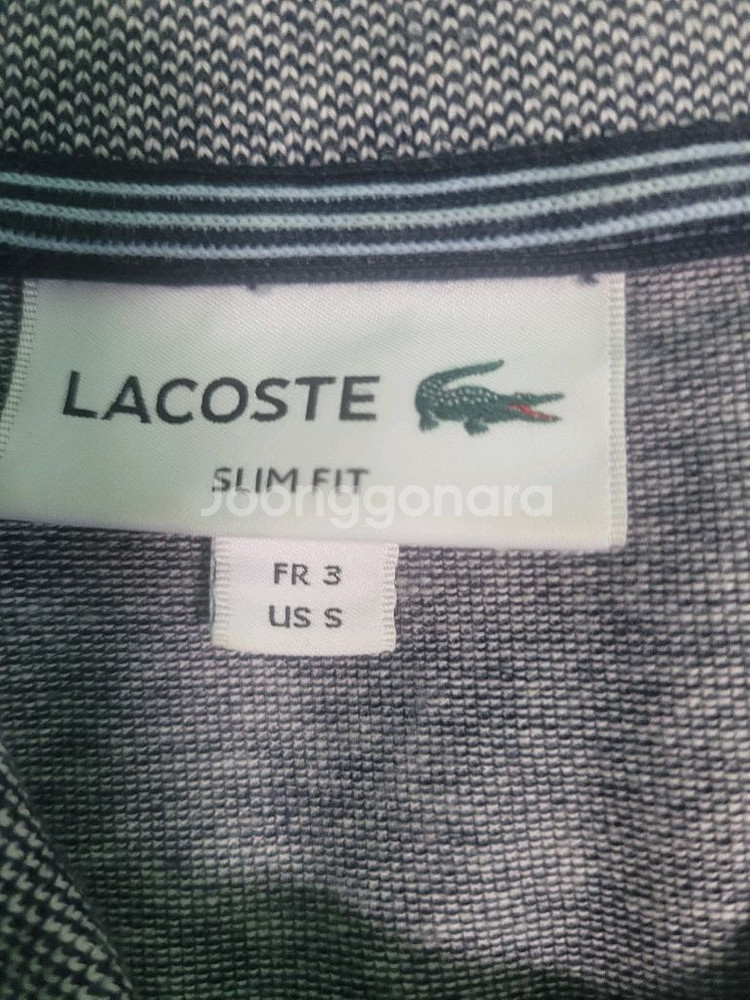 LACOSTE
SLIM FIT
Joonggonara
FR 3
US S